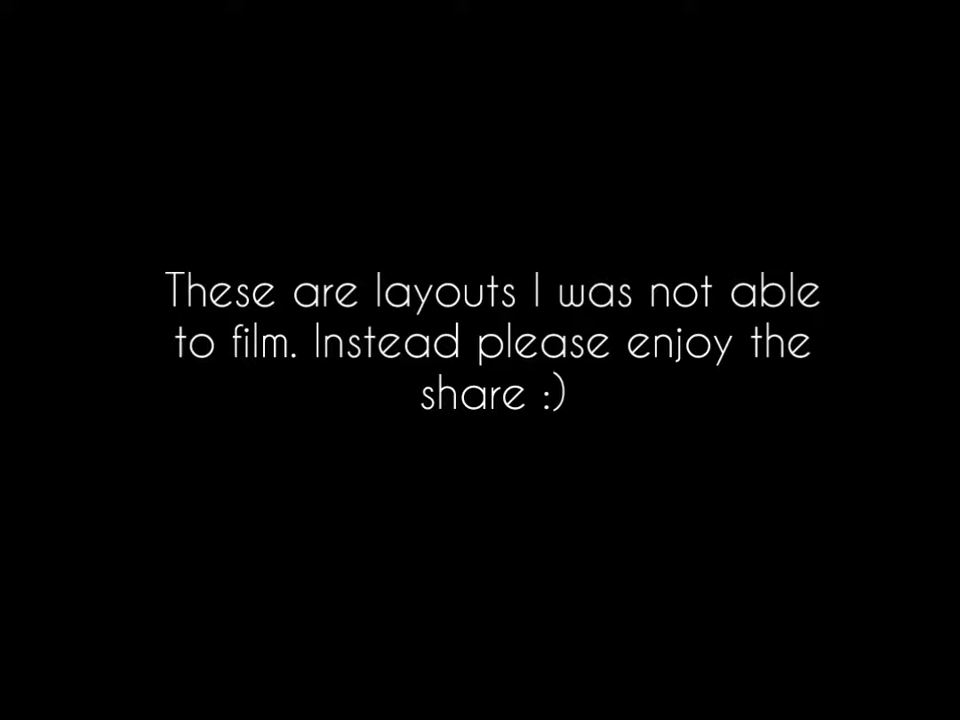 These are layouts I was not able
to film. Instead please enjoy the
share :)